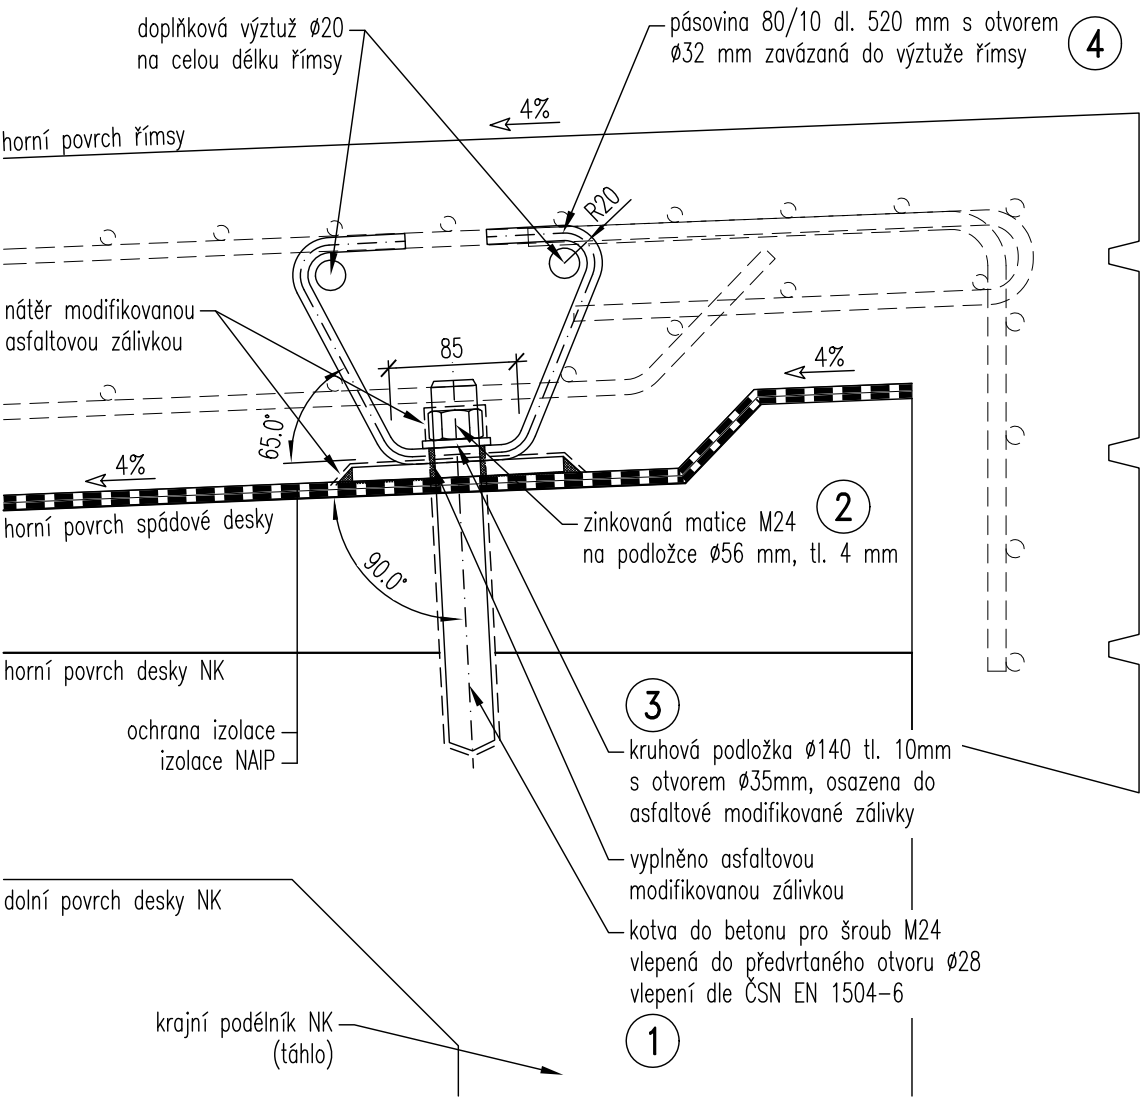 doplňková výztuž ø20
na celou délku římsy
pásovina 80/10 dl. 520 mm s otvorem
ø32 mm zavázaná do výztuže římsy
4
4%
horní povrch římsy
R20
nátěr modifikovanou
asfaltovou zálivkou
85
4%
65.0°
4%
horní povrch spádové desky
2
zinkovaná matice M24
na podložce ø56 mm, tl. 4 mm
90.0°
horní povrch desky NK
3
ochrana izolace
izolace NAIP
kruhová podložka ø140 tl. 10mm
s otvorem ø35mm, osazena do
asfaltové modifikované zálivky
vyplněno asfaltovou
modifikovanou zálivkou
dolní povrch desky NK
kotva do betonu pro šroub M24
vlepená do předvrtaného otvoru ø28
vlepení dle ČSN EN 1504-6
krajní podélník NK
(táhlo)
1